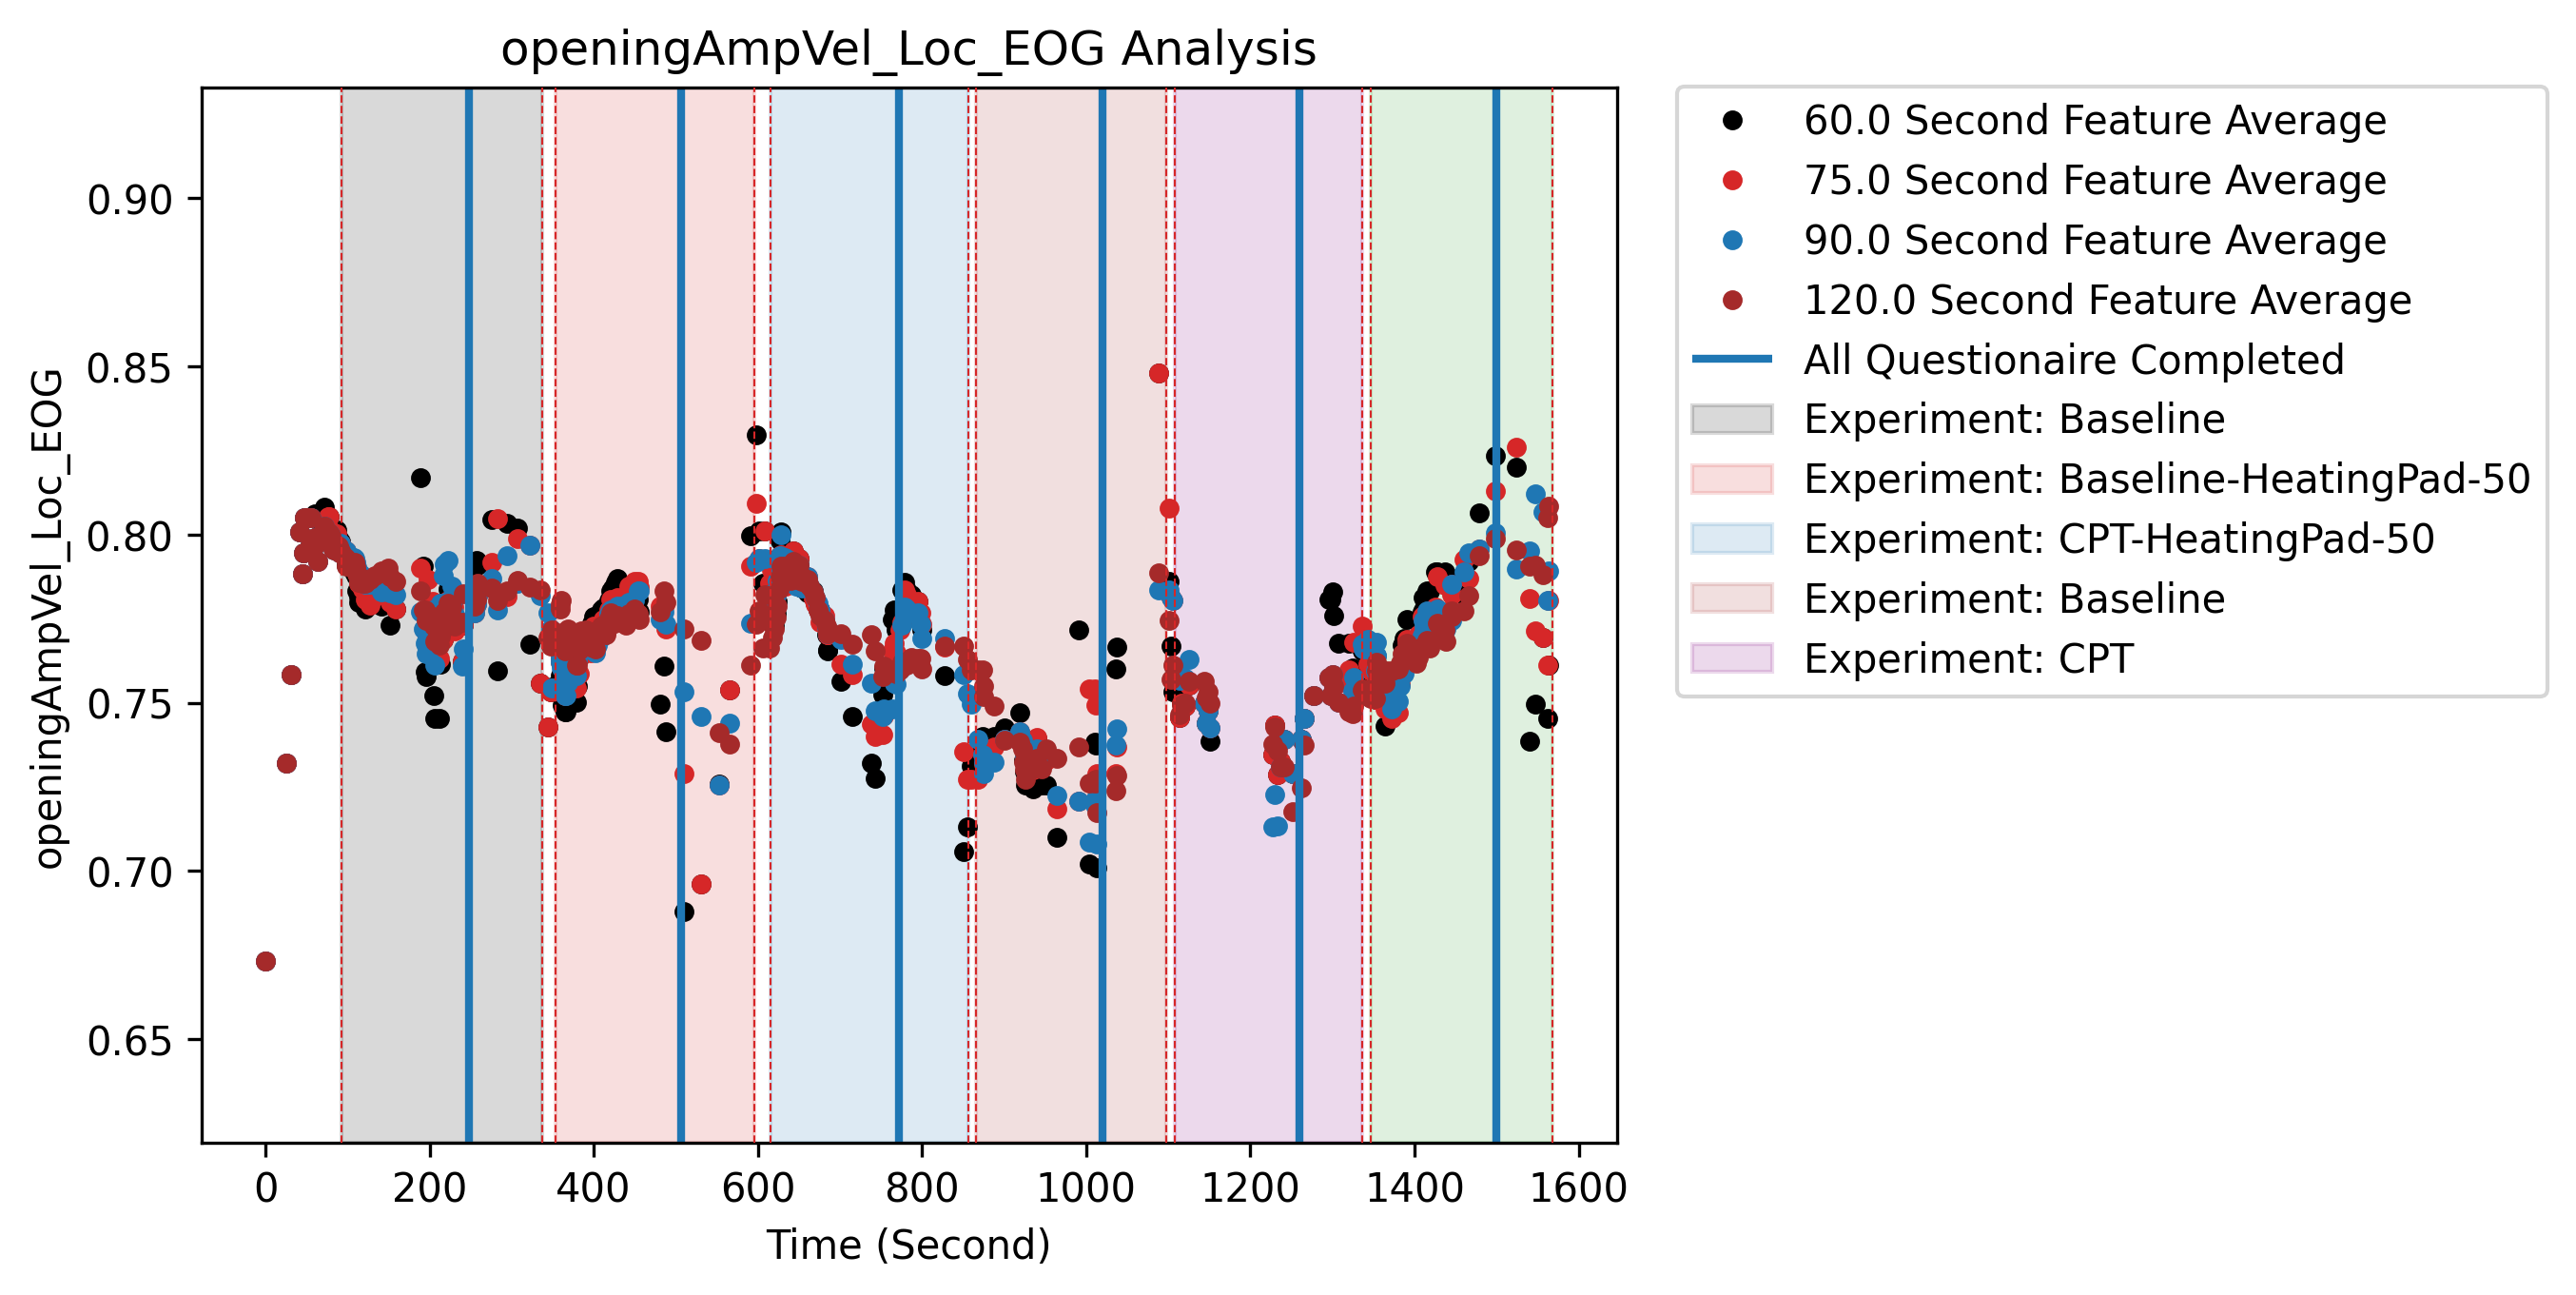 openingAmpVel_Loc_EOG Analysis
openingAmpVel_Loc_EOG
0.90
0.85
0.80
0.75
0.70
0.65
0 200 400 600 800 1000 1200 1400 1600
Time (Second)
60.0 Second Feature Average
75.0 Second Feature Average
90.0 Second Feature Average
120.0 Second Feature Average
All Questionaire Completed
Experiment: Baseline
Experiment: Baseline-HeatingPad-50
Experiment: CPT-HeatingPad-50
Experiment: Baseline
Experiment: CPT